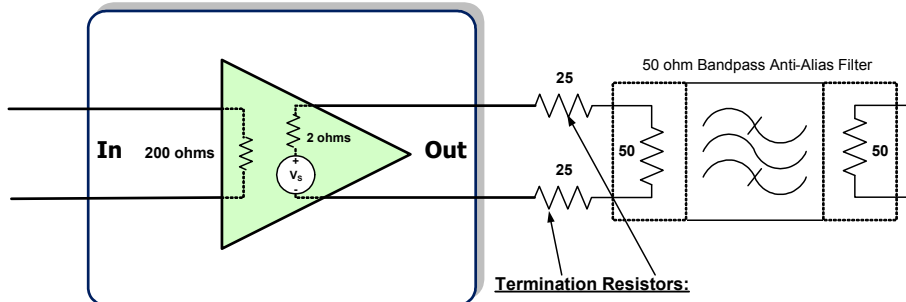 50 ohm Bandpass Anti-Alias Filter
25
In
200 ohms
2 ohms
+
Vs
-
Out
50
50
25
Termination Resistors: